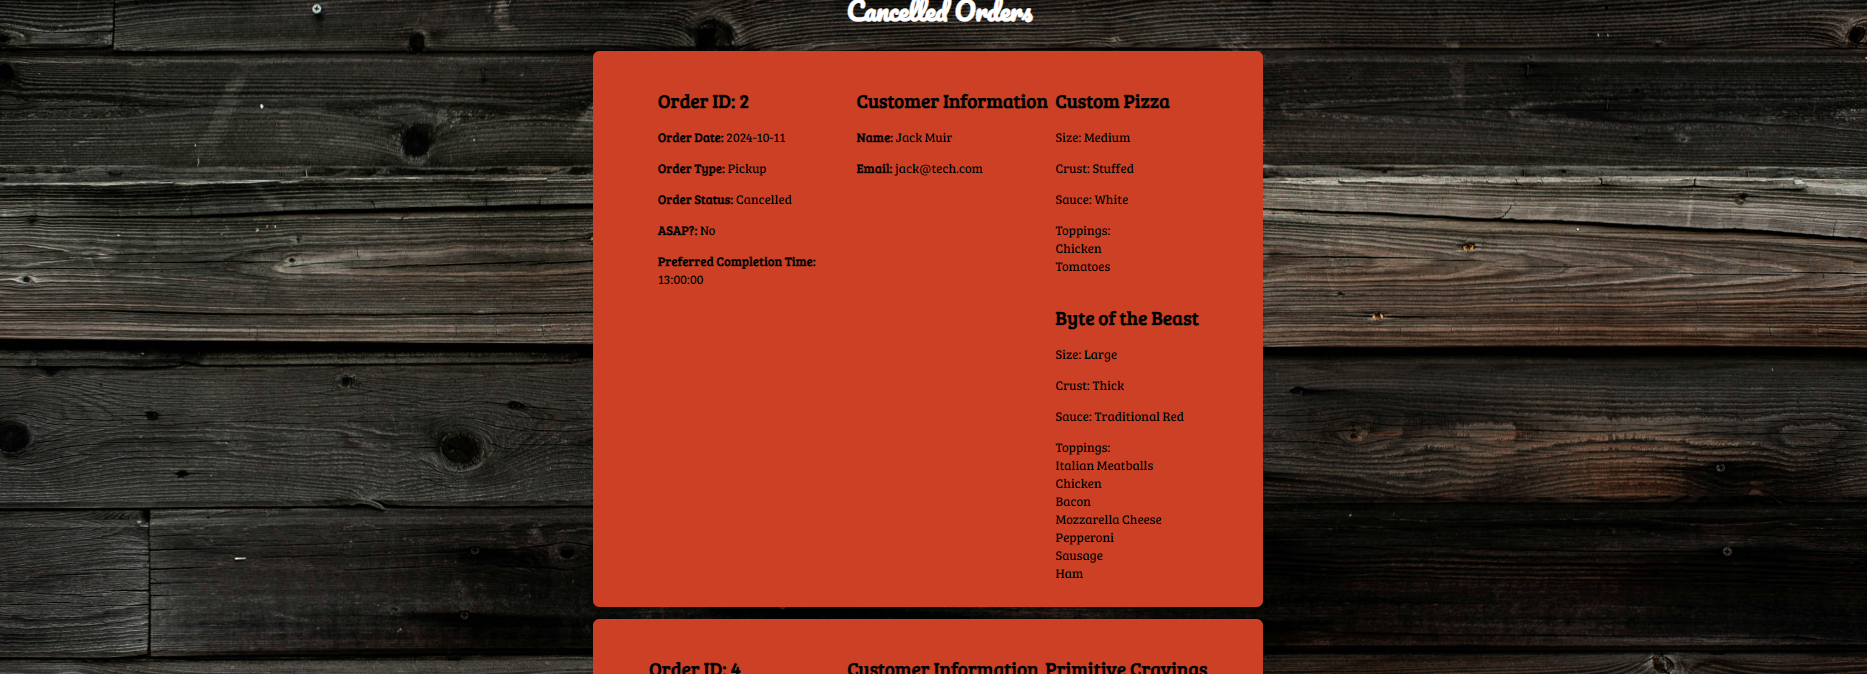 Cancelled Orders
Order ID: 2
Order Date: 2024-10-11
Order Type: Pickup
Order Status: Cancelled
ASAP?: No
Preferred Completion Time:
13:00:00
Customer Information
Name: Jack Muir
Email: jack@tech.com
Custom Pizza
Size: Medium
Crust: Stuffed
Sauce: White
Toppings:
Chicken
Tomatoes
Byte of the Beast
Size: Large
Crust: Thick
Sauce: Traditional Red
Toppings:
Italian Meatballs
Chicken
Bacon
Mozzarella Cheese
Pepperoni
Sausage
Ham
Order ID: 4
Customer Information
Primitive Cravings